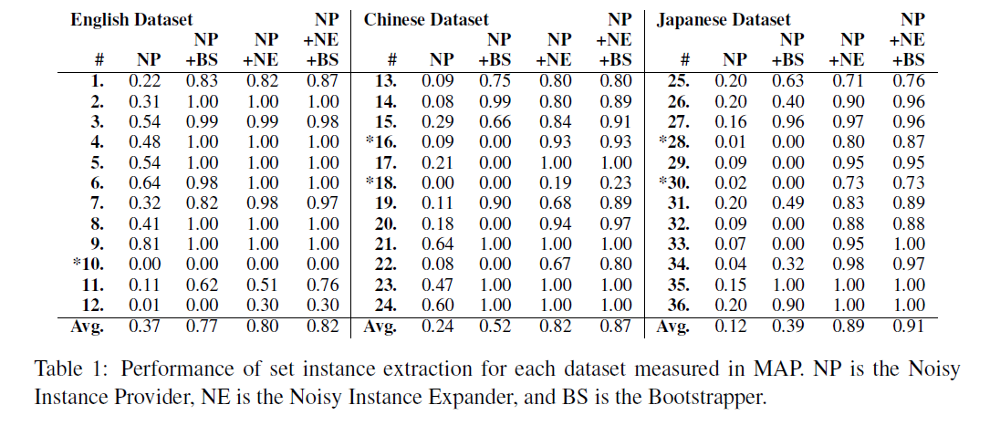 English Dataset NP Chinese Dataset NP Japanese Dataset NP
NP NP +NE NP NP +NE NP NP +NE
# NP +BS +NE +BS # NP +BS +NE +BS # NP +BS +NE +BS
1. 0.22 0.83 0.82 0.87 13. 0.09 0.75 0.80 0.80 25. 0.20 0.63 0.71 0.76
2. 0.31 1.00 1.00 1.00 14. 0.08 0.99 0.80 0.89 26. 0.20 0.40 0.90 0.96
3. 0.54 0.99 0.99 0.98 15. 0.29 0.66 0.84 0.91 27. 0.16 0.96 0.97 0.96
4. 0.48 1.00 1.00 1.00 *16. 0.09 0.00 0.93 0.93 *28. 0.01 0.00 0.80 0.87
5. 0.54 1.00 1.00 1.00 17. 0.21 0.00 1.00 1.00 29. 0.09 0.00 0.95 0.95
6. 0.64 0.98 1.00 1.00 *18. 0.00 0.00 0.19 0.23 *30. 0.02 0.00 0.73 0.73
7. 0.32 0.82 0.98 0.97 19. 0.11 0.90 0.68 0.89 31. 0.20 0.49 0.83 0.89
8. 0.41 1.00 1.00 1.00 20. 0.18 0.00 0.94 0.97 32. 0.09 0.00 0.88 0.88
9. 0.81 1.00 1.00 1.00 21. 0.64 1.00 1.00 1.00 33. 0.07 0.00 0.95 1.00
*10. 0.00 0.00 0.00 0.00 22. 0.08 0.00 0.67 0.80 34. 0.04 0.32 0.98 0.97
11. 0.11 0.62 0.51 0.76 23. 0.47 1.00 1.00 1.00 35. 0.15 1.00 1.00 1.00
12. 0.01 0.00 0.30 0.30 24. 0.60 1.00 1.00 1.00 36. 0.20 0.90 1.00 1.00
Avg. 0.37 0.77 0.80 0.82 Avg. 0.24 0.52 0.82 0.87 Avg. 0.12 0.39 0.89 0.91
Table 1: Performance of set instance extraction for each dataset measured in MAP. NP is the Noisy
Instance Provider, NE is the Noisy Instance Expander, and BS is the Bootstrapper.